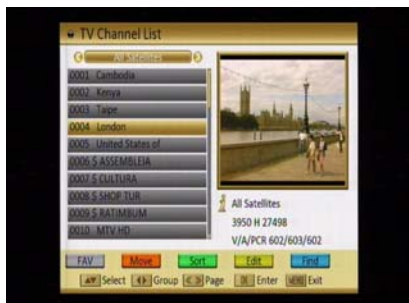 TV Channel List
All Satellites
0001 Cambodia
0002 Kenya
0003 Taipe
0004 London
0005 United States of
0006 $ ASSEMBLEIA
0007 $ CULTURA
0008 $ SHOP TUR
0009 $ RATIMBUM
0010 MTV HD
All Satellites
3950 H 27498
V/A/PCR 602/603/602
FAV Move Sort Edit Find
Select Group Page OK Enter MENU Exit